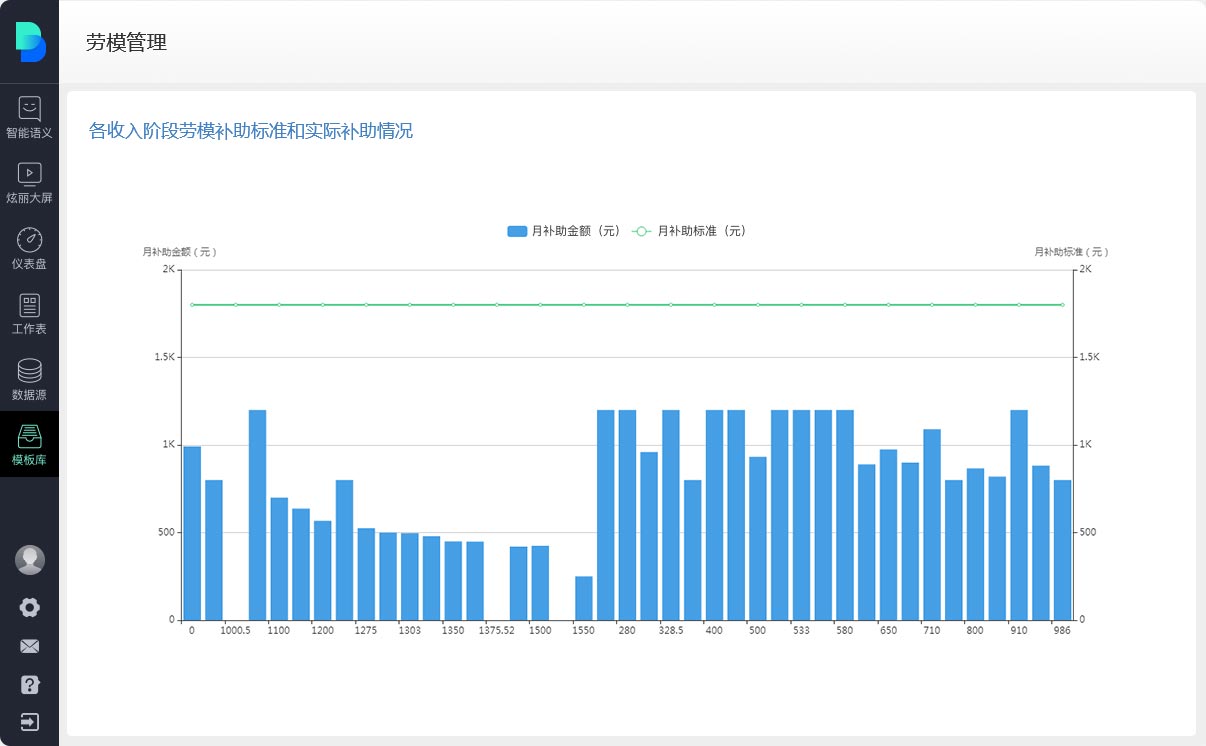 劳模管理
智能语义
炫丽大屏
仪表盘
工作表
数据源
模板库
各收入阶段劳模补助标准和实际补助情况
月补助金额（元） 月补助标准（元）
月补助金额（元） 月补助标准（元）
2K 2K
1.5K 1.5K
1K 1K
500 500
0 0
0 1000.5 1100 1200 1275 1303 1350 1375.52 1500 1550 280 328.5 400 500 533 580 650 710 800 910 986